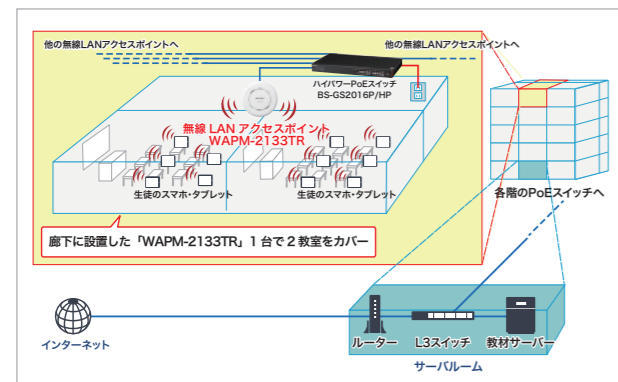 他の無線LANアクセスポイントへ
他の無線LANアクセスポイントへ
ハイパワーPoEスイッチ
BS-GS2016P/HP
無線 LAN アクセスポイント
WAPM-2133TR
生徒のスマホ・タブレット
生徒のスマホ・タブレット
廊下に設置した「WAPM-2133TR」1 台で 2 教室をカバー
各階のPoEスイッチへ
インターネット
ルーター
L3スイッチ
教材サーバー
サーバルーム